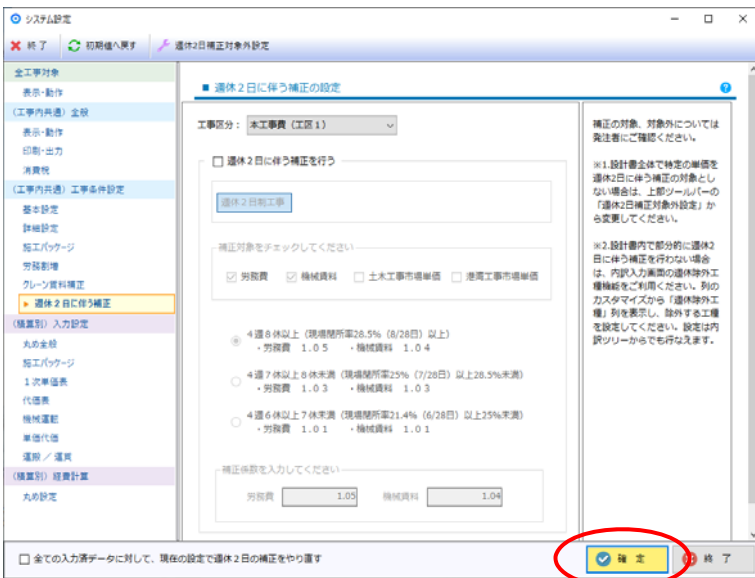 システム設定
終了 初期値へ戻す 週休2日補正対象外設定
全工事対象
表示・動作
(工事内共通) 全般
表示・動作
印刷・出力
消費税
(工事内共通) 工事条件設定
基本設定
詳細設定
施工パッケージ
労務割増
クレーン賃料補正
▶ 週休2日に伴う補正
(積算別) 入力設定
丸め全般
施工パッケージ
1次単価表
代価表
機械運転
単価代価
運搬/運賃
(積算別) 経費計算
丸め設定
■ 週休2日に伴う補正の設定
工事区分: 本工事費(工区1)
週休2日に伴う補正を行う
週休2日制工事
補正対象をチェックしてください
労務費 機械賃料 土木工事市場単価 港湾工事市場単価
4週8休以上(現場閉所率28.5% (8/28日) 以上)
・労務費 1.05 ・機械賃料 1.04
4週7休以上8休未満(現場閉所率25% (7/28日) 以上28.5%未満)
・労務費 1.03 ・機械賃料 1.03
4週6休以上7休未満(現場閉所率21.4% (6/28日) 以上25%未満)
・労務費 1.01 ・機械賃料 1.01
補正係数を入力してください
労務費 1.05 機械賃料 1.04
補正の対象、対象外については
発注者にご確認ください。
※1.設計書全体で特定の単価を
週休2日に伴う補正の対象とし
ない場合は、上部ツールバーの
「週休2日補正対象外設定」か
ら変更してください。
※2.設計書内で部分的に週休2
日に伴う補正を行わない場合
は、内訳入力画面の週休除外工
種機能をご利用ください。列の
カスタマイズから「週休除外工
種」列を表示し、除外する工種
を設定してください。設定は内
訳ツリーからでも行なえます。
全ての入力済データに対して、現在の設定で週休2日の補正をやり直す
確定 終了